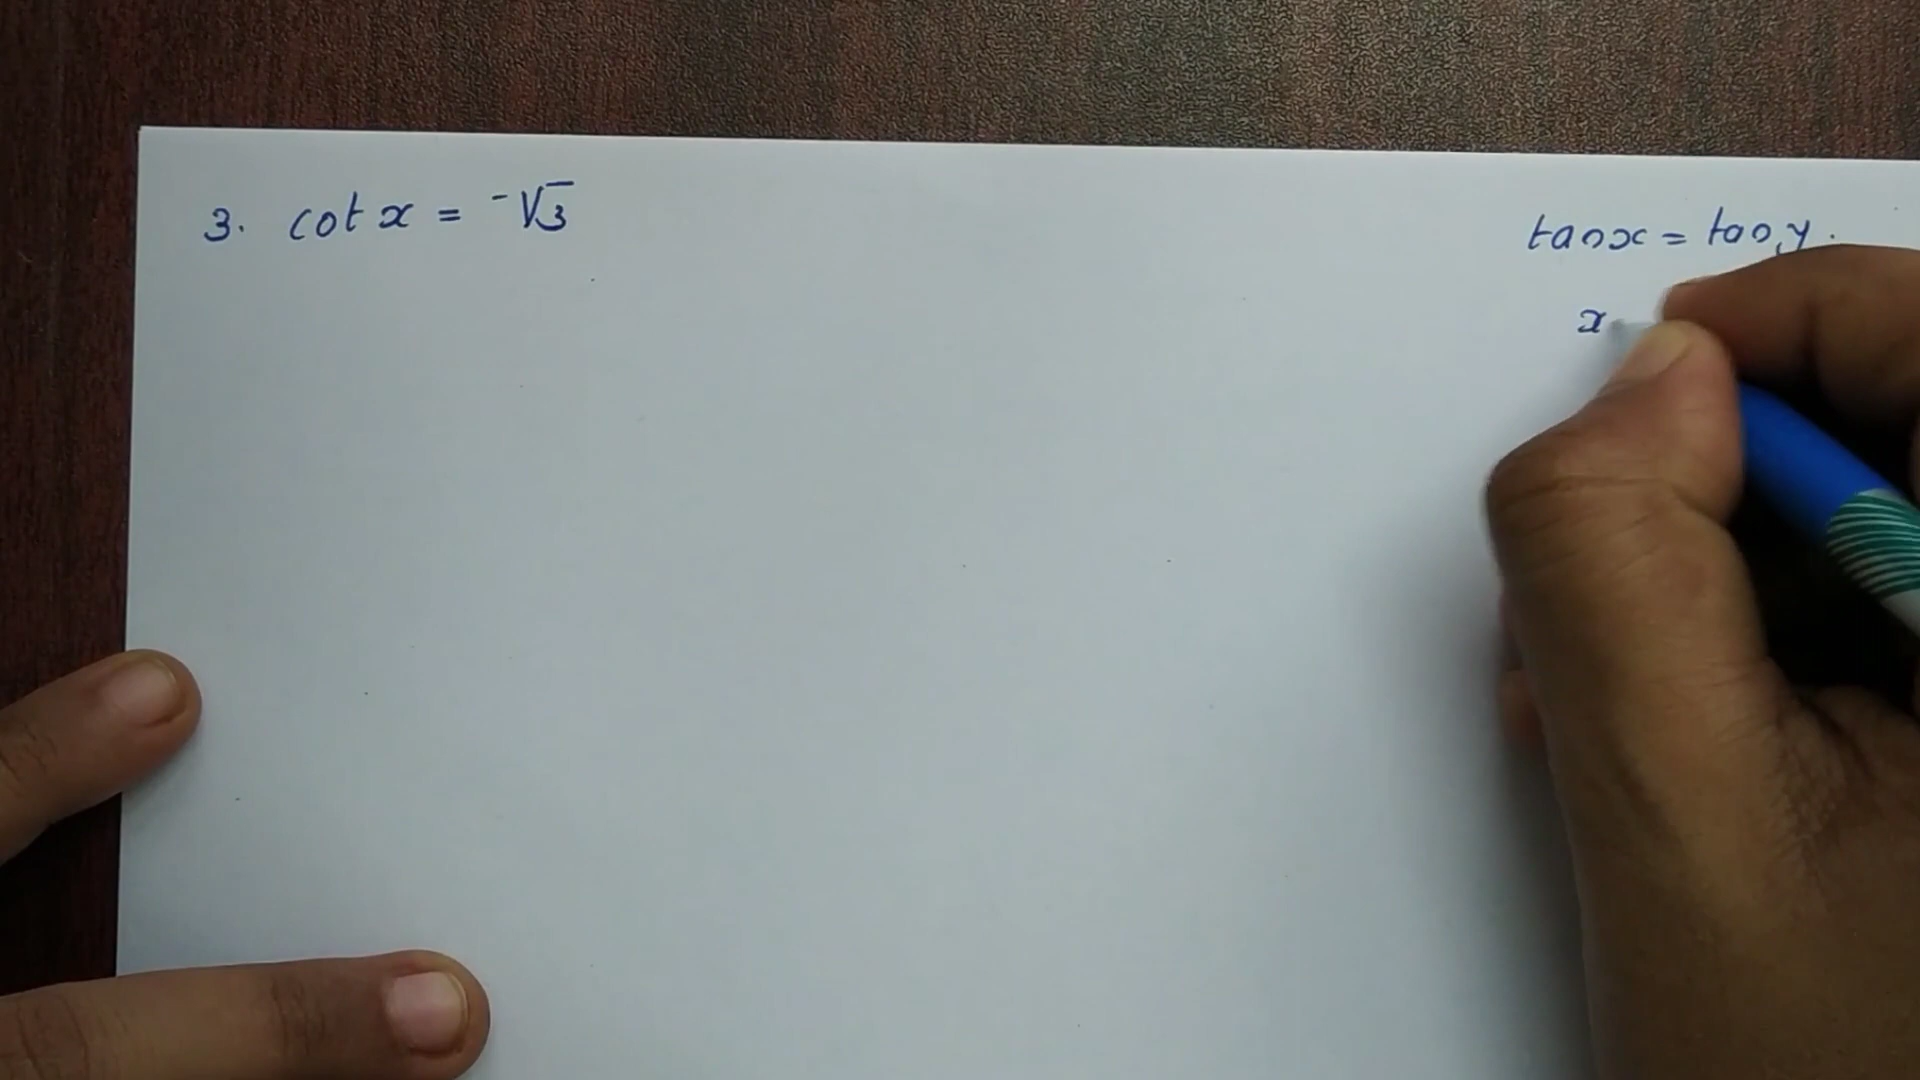 3. cot x = -√3
tan x = tan y.
x